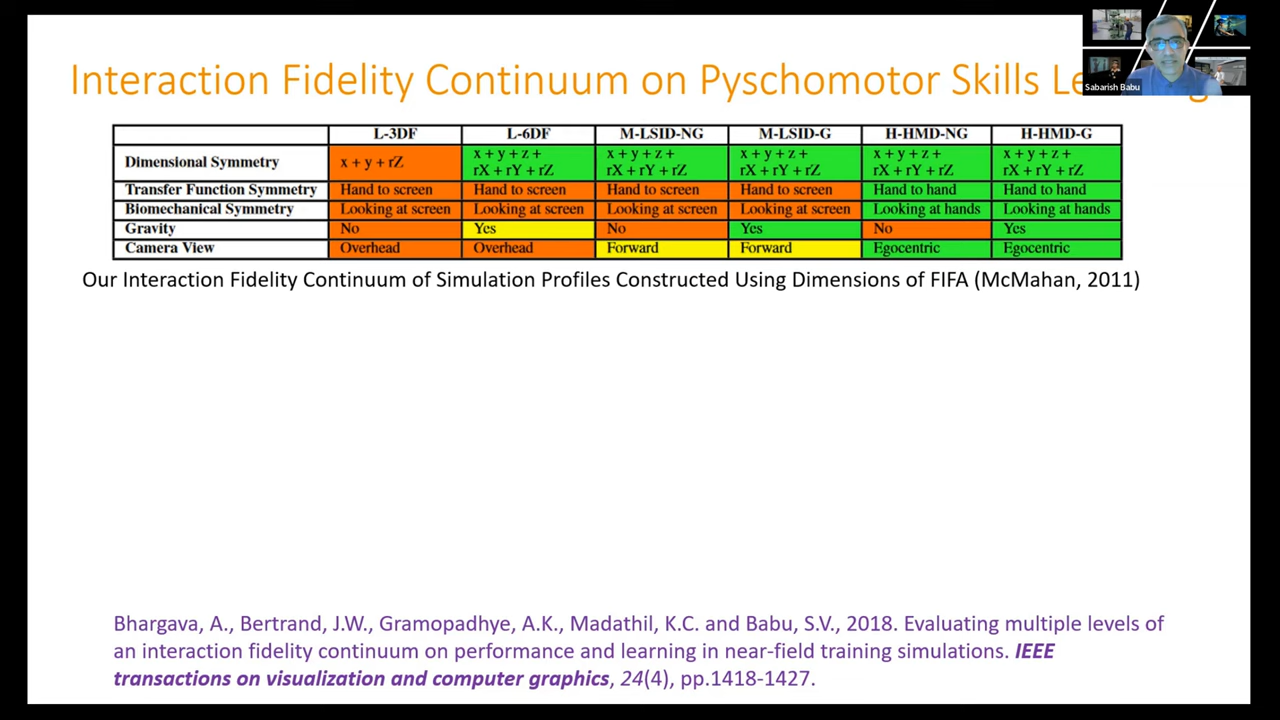 Interaction Fidelity Continuum on Pyschomotor Skills
Sabarish Babu
L-3DF L-6DF M-LSID-NG M-LSID-G H-HMD-NG H-HMD-G
Dimensional Symmetry x + y + rZ x + y + z + rX + rY + rZ x + y + z + rX + rY + rZ x + y + z + rX + rY + rZ x + y + z + rX + rY + rZ x + y + z + rX + rY + rZ
Transfer Function Symmetry Hand to screen Hand to screen Hand to screen Hand to screen Hand to hand Hand to hand
Biomechanical Symmetry Looking at screen Looking at screen Looking at screen Looking at screen Looking at hands Looking at hands
Gravity No Yes No Yes No Yes
Camera View Overhead Overhead Forward Forward Egocentric Egocentric
Our Interaction Fidelity Continuum of Simulation Profiles Constructed Using Dimensions of FIFA (McMahan, 2011)
Bhargava, A., Bertrand, J.W., Gramopadhye, A.K., Madathil, K.C. and Babu, S.V., 2018. Evaluating multiple levels of
an interaction fidelity continuum on performance and learning in near-field training simulations. IEEE
transactions on visualization and computer graphics, 24(4), pp.1418-1427.